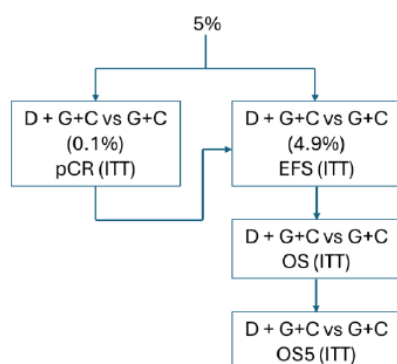 5%
D + G+C vs G+C
(0.1%)
pCR (ITT)
D + G+C vs G+C
(4.9%)
EFS (ITT)
D + G+C vs G+C
OS (ITT)
D + G+C vs G+C
OS5 (ITT)